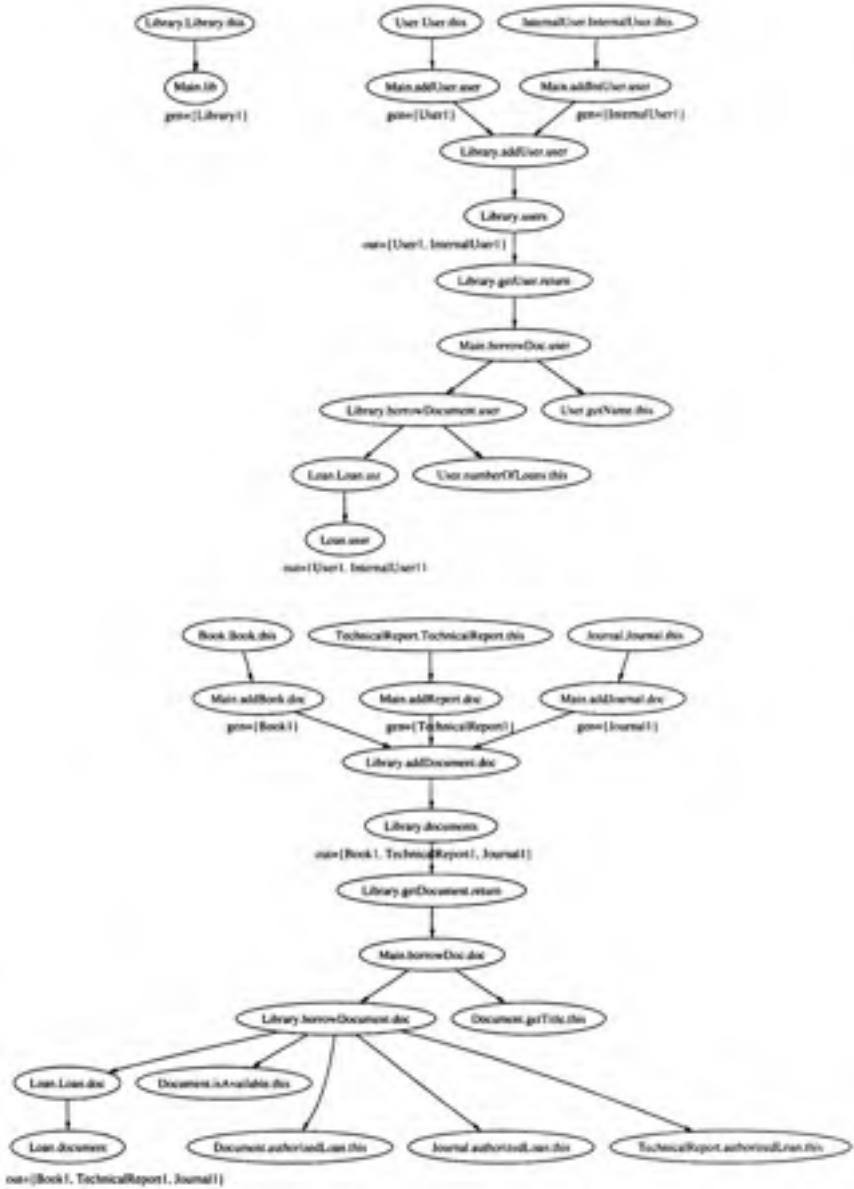 Library.Library.this
User.User.this
InternalUser.InternalUser.this
Main.lib
Main.addUser.user
Main.addIntUser.user
gen={Library1}
gen={User1}
gen={InternalUser1}
Library.addUser.user
Library.users
out={User1, InternalUser1}
Library.getUser.return
Main.borrowDoc.user
Library.borrowDocument.user
User.getName.this
Loan.Loan.usr
User.numberOfLoans.this
Loan.user
out={User1, InternalUser1}
Book.Book.this
TechnicalReport.TechnicalReport.this
Journal.Journal.this
Main.addBook.doc
Main.addReport.doc
Main.addJournal.doc
gen={Book1}
gen={TechnicalReport1}
gen={Journal1}
Library.addDocument.doc
Library.documents
out={Book1, TechnicalReport1, Journal1}
Library.getDocument.return
Main.borrowDoc.doc
Library.borrowDocument.doc
Document.getTitle.this
Loan.Loan.doc
Document.isAvailable.this
Loan.document
Document.authorizedLoan.this
Journal.authorizedLoan.this
TechnicalReport.authorizedLoan.this
out={Book1, TechnicalReport1, Journal1}